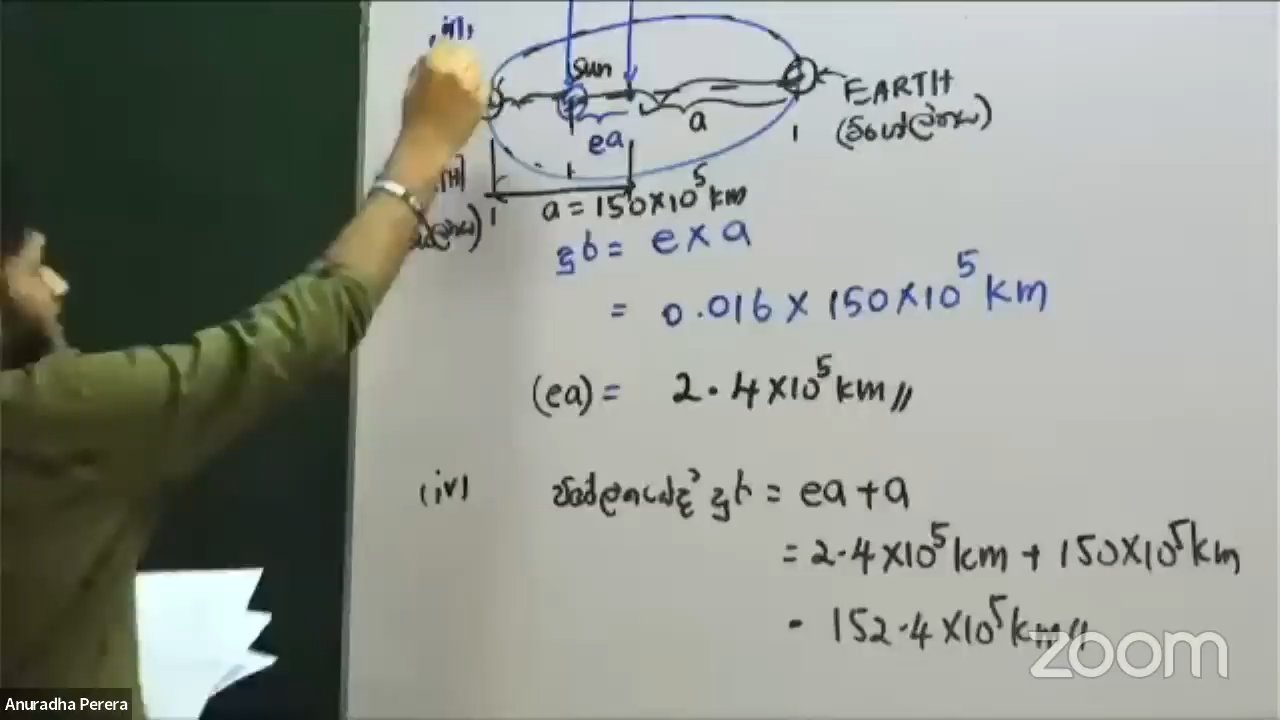 (iii)
Sun
EARTH
ea
a
a = 150×10⁵ km
දුර = e × a
= 0.016 × 150×10⁵ km
(ea) = 2.4 ×10⁵ km //
(iv) දුර = ea + a
= 2.4×10⁵ km + 150×10⁵ km
= 152.4 ×10⁵ km //
zoom
Anuradha Perera